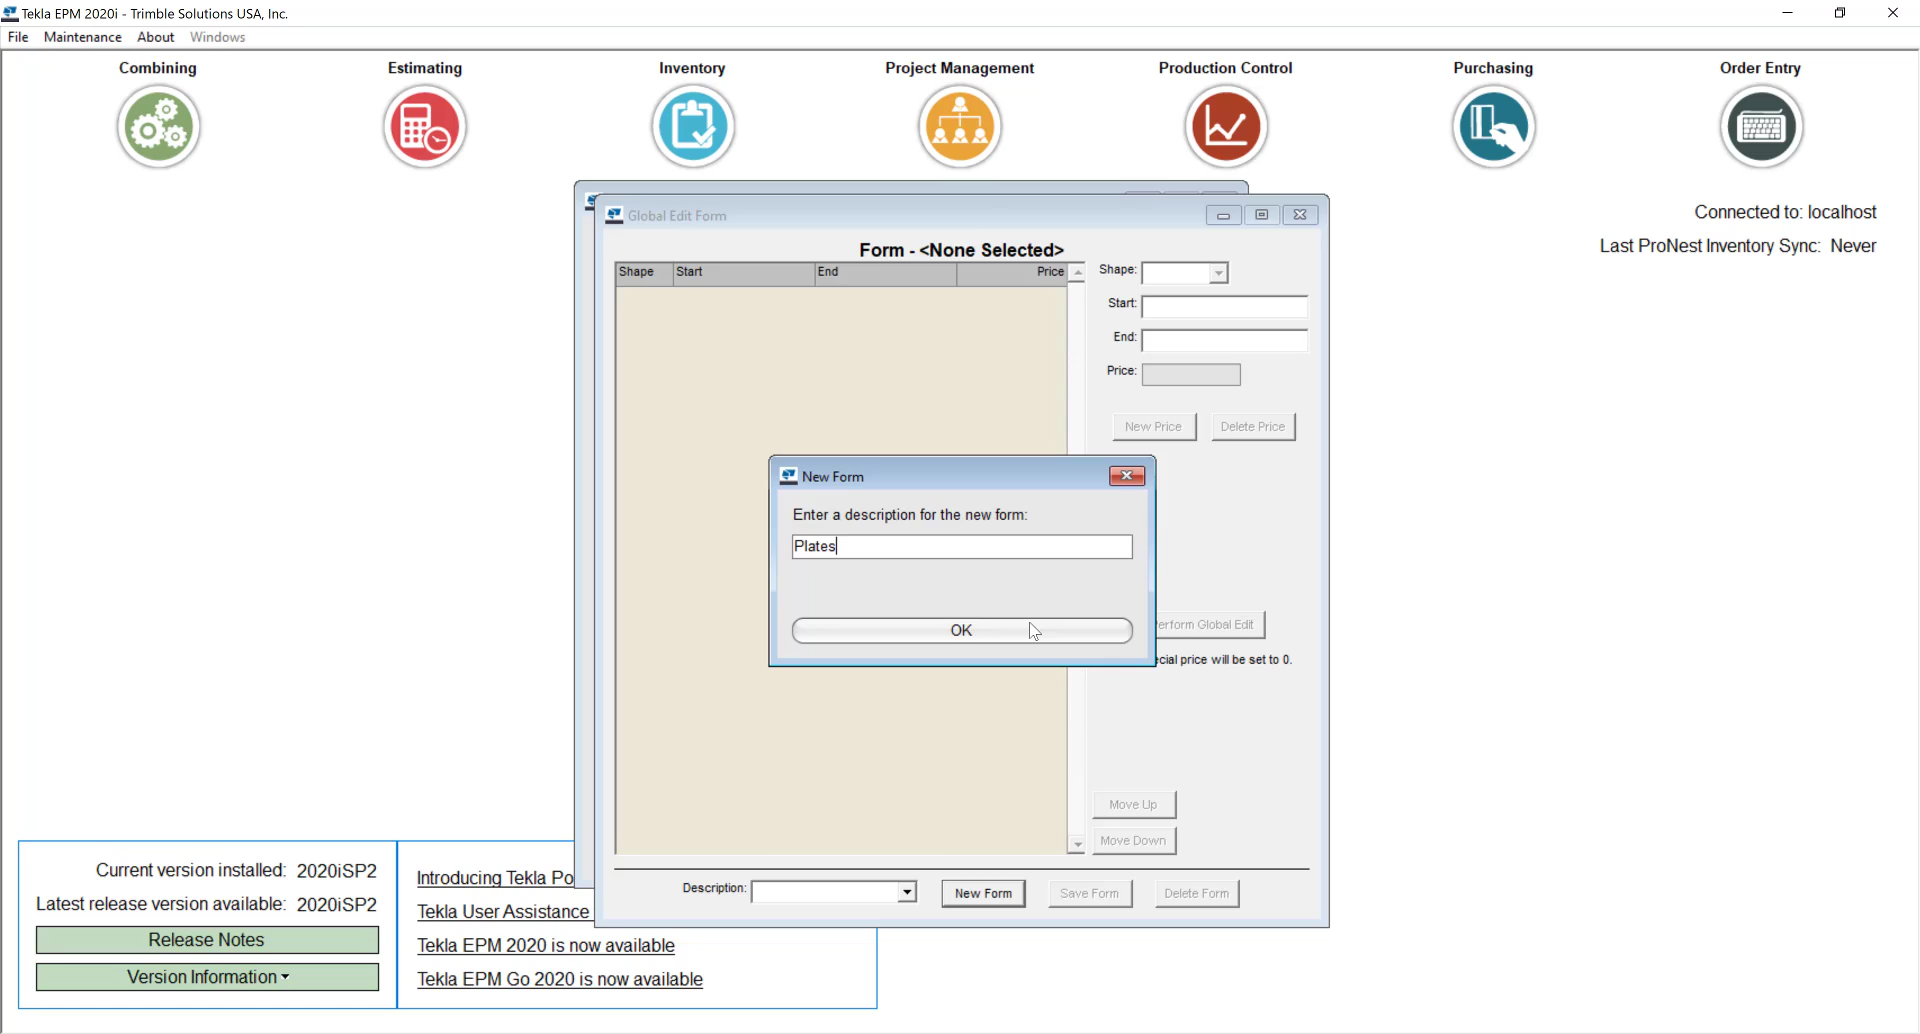 Tekla EPM 2020i - Trimble Solutions USA, Inc.
File Maintenance About Windows
Combining Estimating Inventory Project Management Production Control Purchasing Order Entry
Connected to: localhost
Last ProNest Inventory Sync: Never
Global Edit Form
Form - <None Selected>
Shape Start End Price
Shape:
Start:
End:
Price:
New Price Delete Price
New Form
Enter a description for the new form:
Plates
OK
Perform Global Edit
price will be set to 0.
Move Up
Move Down
Description: New Form Save Form Delete Form
Current version installed: 2020iSP2
Latest release version available: 2020iSP2
Release Notes
Version Information
Introducing Tekla Po
Tekla User Assistance
Tekla EPM 2020 is now available
Tekla EPM Go 2020 is now available